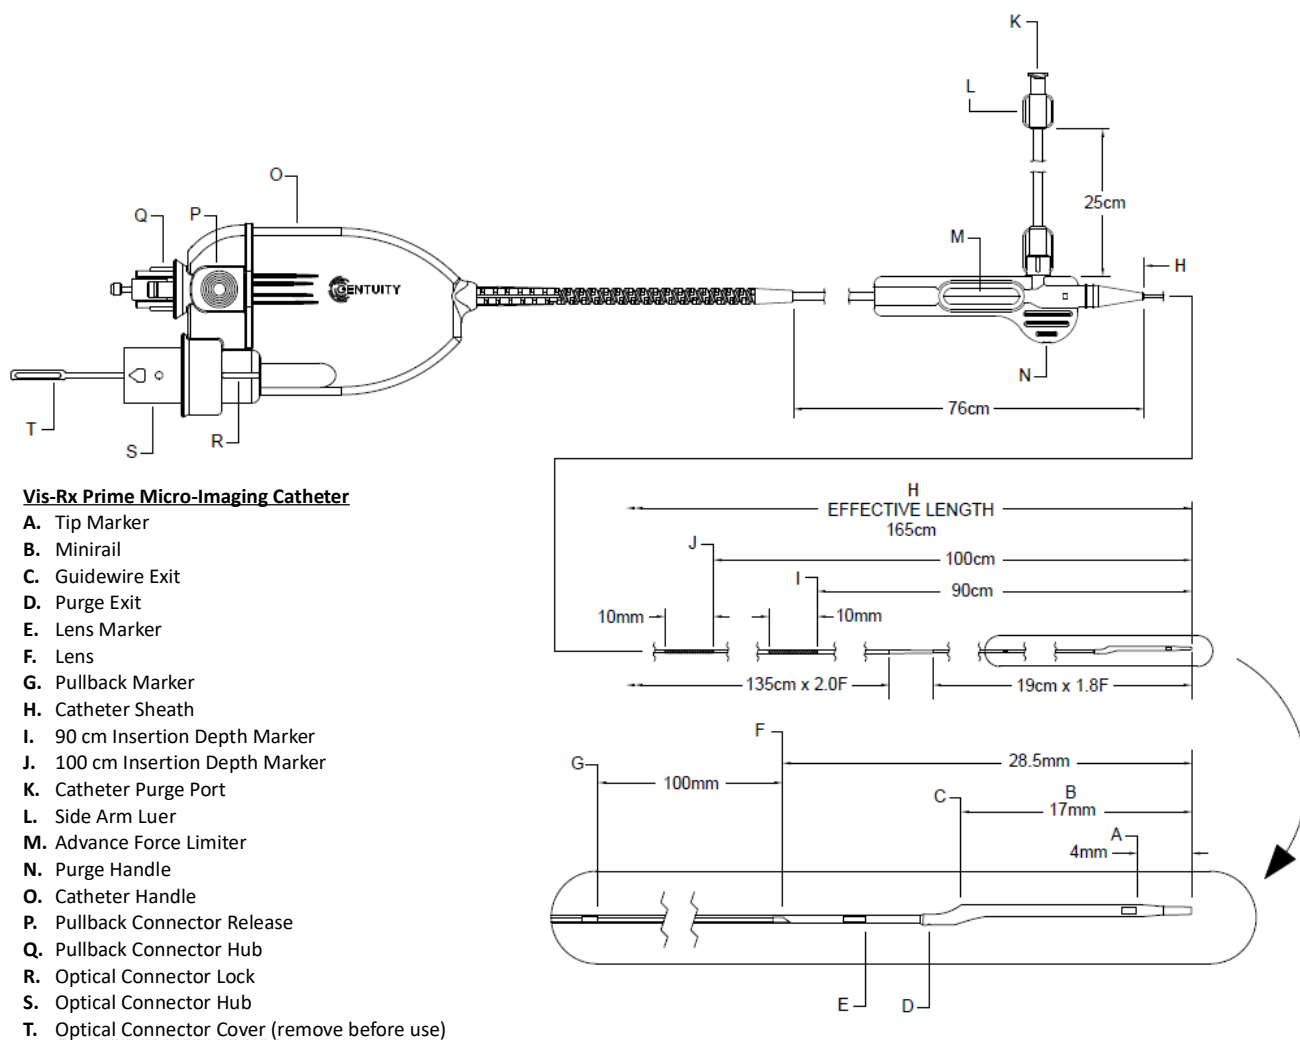 K
L
25cm
M
H
N
76cm
O
Q
P
GENTUITY
T
S
R
Vis-Rx Prime Micro-Imaging Catheter
A. Tip Marker
B. Minirail
C. Guidewire Exit
D. Purge Exit
E. Lens Marker
F. Lens
G. Pullback Marker
H. Catheter Sheath
I. 90 cm Insertion Depth Marker
J. 100 cm Insertion Depth Marker
K. Catheter Purge Port
L. Side Arm Luer
M. Advance Force Limiter
N. Purge Handle
O. Catheter Handle
P. Pullback Connector Release
Q. Pullback Connector Hub
R. Optical Connector Lock
S. Optical Connector Hub
T. Optical Connector Cover (remove before use)
H
EFFECTIVE LENGTH
165cm
J
100cm
I
90cm
10mm
10mm
135cm x 2.0F
19cm x 1.8F
F
28.5mm
G
100mm
C
B
17mm
A
4mm
E
D